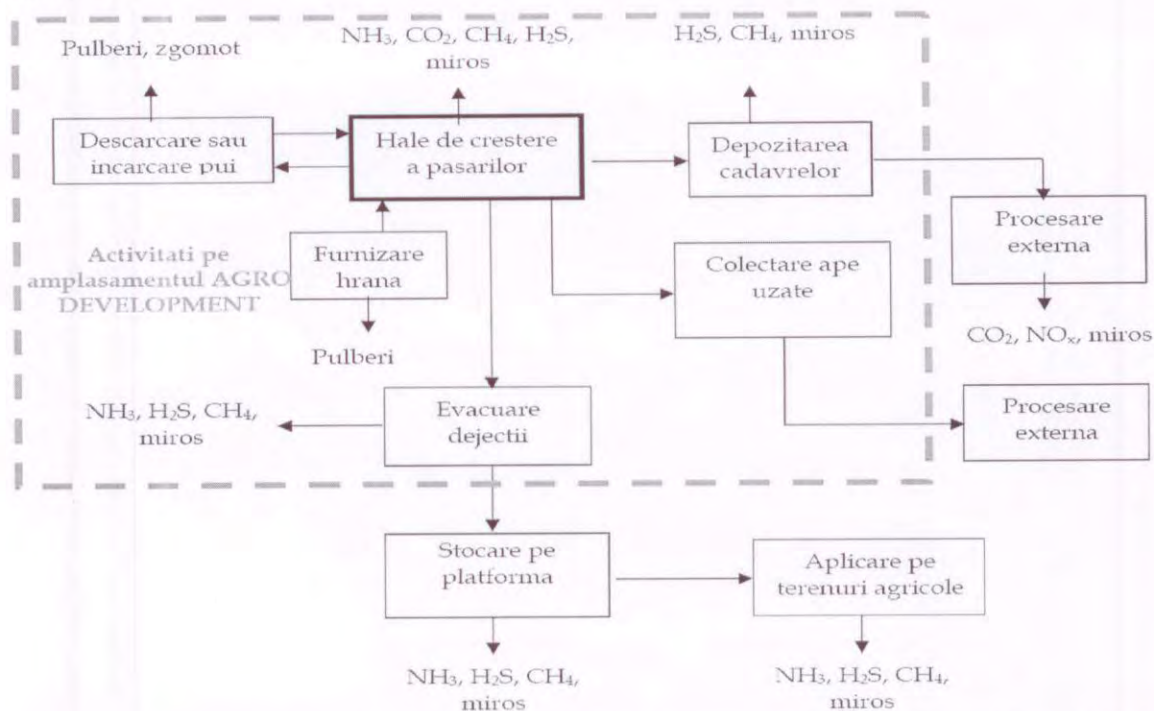 Pulberi, zgomot
NH₃, CO₂, CH₄, H₂S,
miros
H₂S, CH₄, miros
Descarcare sau
incarcare pui
Hale de crestere
a pasarilor
Depozitarea
cadavrelor
Procesare
externa
CO₂, NOₓ, miros
Activitati pe
amplasamentul AGRO
DEVELOPMENT
Furnizare
hrana
Pulberi
Colectare ape
uzate
Procesare
externa
NH₃, H₂S, CH₄,
miros
Evacuare
dejectii
Stocare pe
platforma
Aplicare pe
terenuri agricole
NH₃, H₂S, CH₄,
miros
NH₃, H₂S, CH₄,
miros